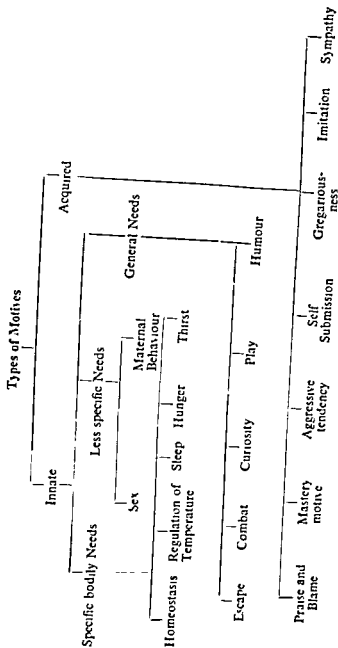 Types of Motives
Innate
Acquired
Specific bodily Needs
Less specific Needs
General Needs
Sex
Maternal
Behaviour
Homeostasis
Regulation of
Temperature
Sleep
Hunger
Thirst
Escape
Combat
Curiosity
Play
Humour
Praise and
Blame
Mastery
motive
Aggressive
tendency
Self
Submission
Gregarious-
ness
Imitation
Sympathy